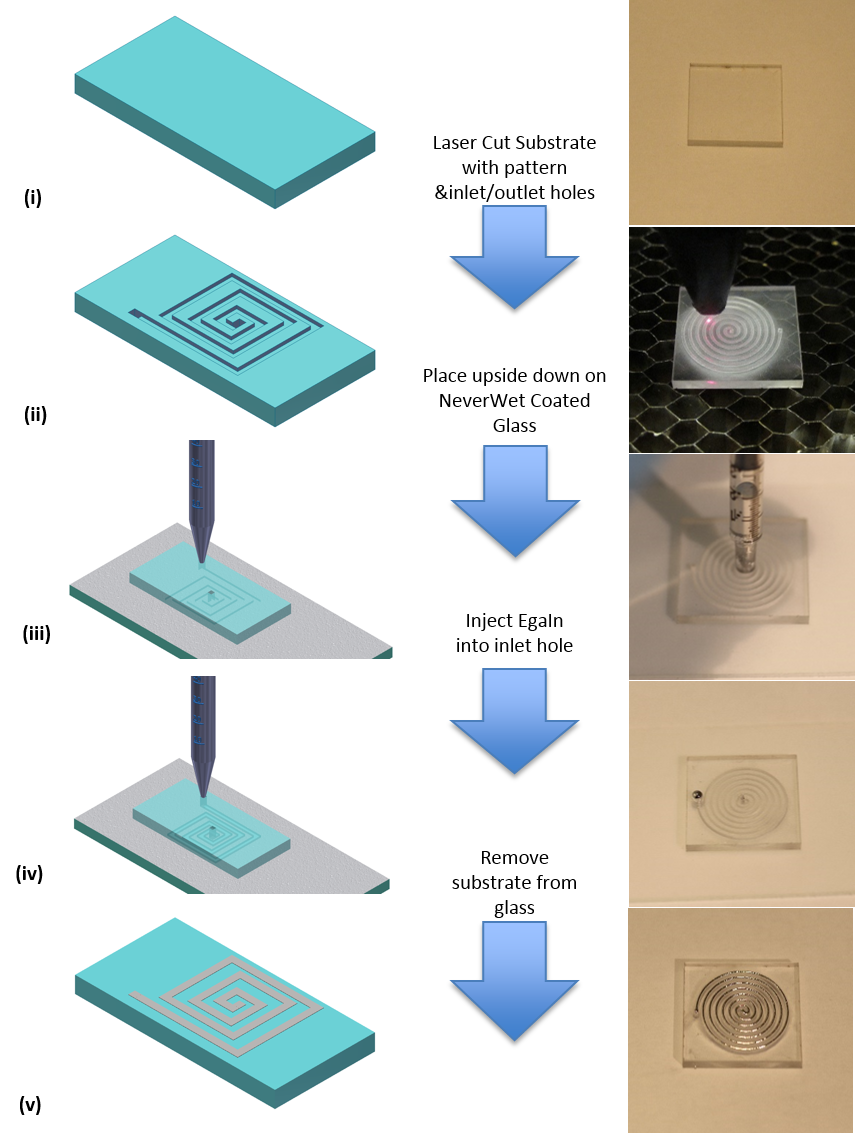 Laser Cut Substrate
with pattern
&inlet/outlet holes
(i)
Place upside down on
NeverWet Coated
Glass
(ii)
Inject EgaIn
into inlet hole
(iii)
Remove
substrate from
glass
(iv)
(v)